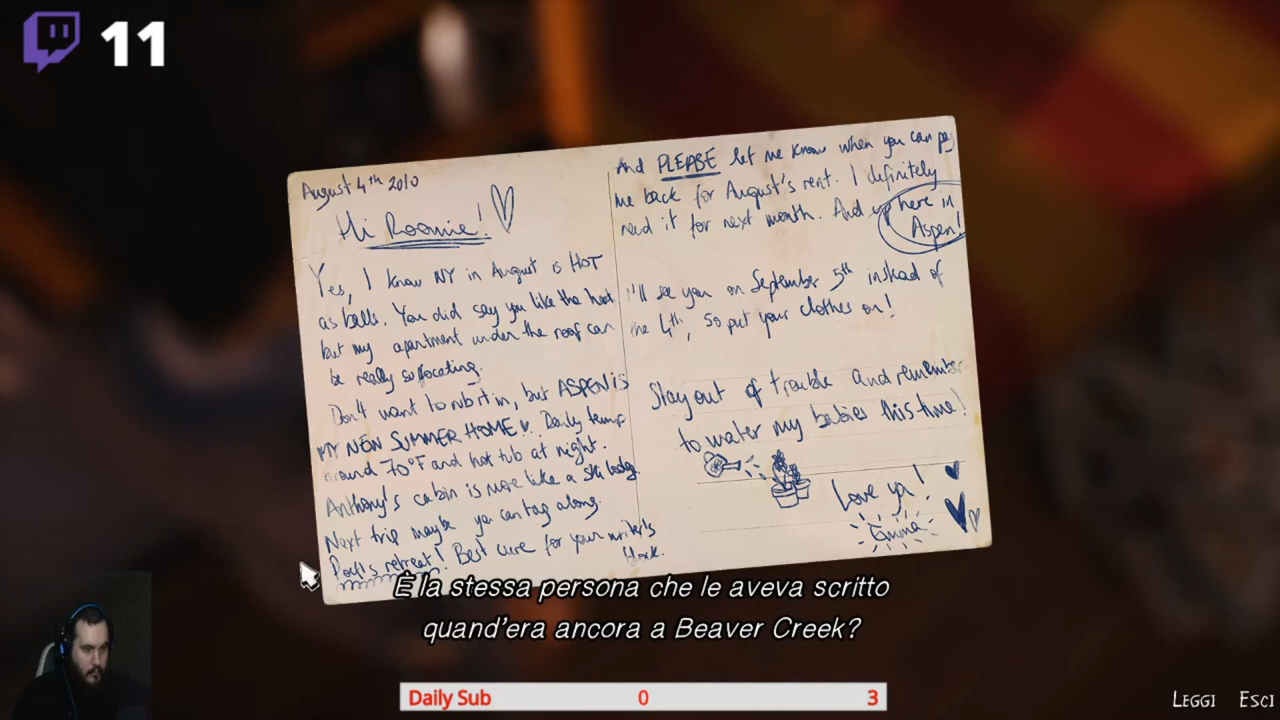 11
August 4th 2010
Hi Roomie!
Yes, I know NY in August is HOT
as balls. You did say you like the heat
but my apartment under the roof can
be really suffocating.
Don't want to rub it in, but ASPEN is
MY NEW SUMMER HOME. Daily temp
around 70°F and hot tub at night.
Anthony's cabin is more like a ski lodge.
Next trip maybe you can tag along.
Poet's retreat! Best cure for your writer's
block.
And PLEASE let me know when you can pay
me back for August's rent. I definitely
need it for next month. And up here in
Aspen!
I'll see you on September 5th instead of
the 4th, so put your clothes on!
Stay out of trouble and remember
to water my babies this time!
Love ya!
Emma
È la stessa persona che le aveva scritto
quand'era ancora a Beaver Creek?
Daily Sub 0 3
LEGGI ESCI